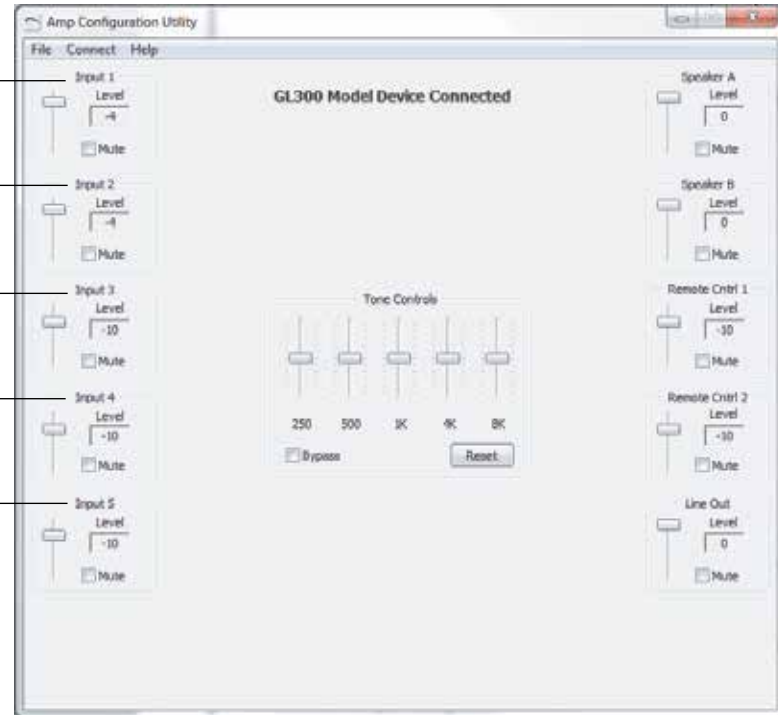 Amp Configuration Utility
File Connect Help
GL300 Model Device Connected
Input 1
Level
-4
Mute
Input 2
Level
-4
Mute
Input 3
Level
-10
Mute
Input 4
Level
-10
Mute
Input 5
Level
-10
Mute
Tone Controls
250 500 1K 4K 8K
Bypass Reset
Speaker A
Level
0
Mute
Speaker B
Level
0
Mute
Remote Cntrl 1
Level
-10
Mute
Remote Cntrl 2
Level
-10
Mute
Line Out
Level
0
Mute